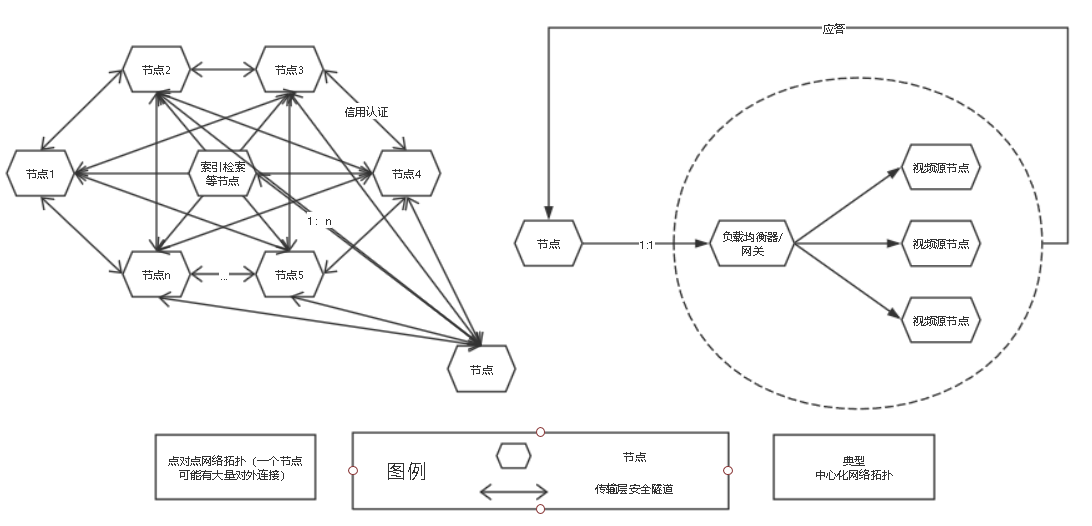 应答
节点2
节点3
信用认证
节点1
索引检索
等节点
节点4
1：n
节点n
...
节点5
节点
节点
1:1
负载均衡器/
网关
视频源节点
视频源节点
视频源节点
点对点网络拓扑（一个节点
可能有大量对外连接）
图例
节点
传输层安全隧道
典型
中心化网络拓扑